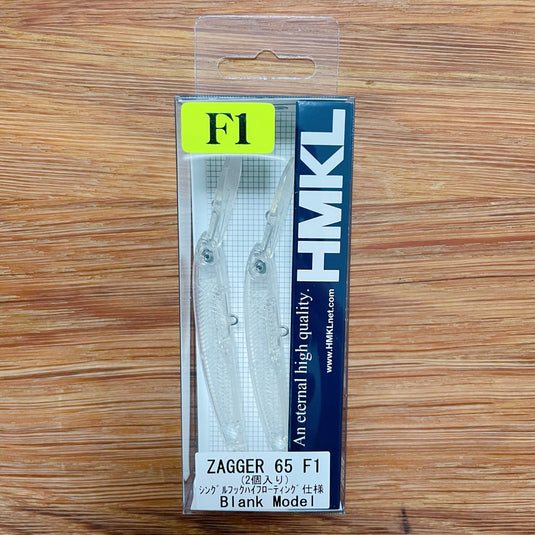 F1
HMKL
An eternal high quality.
www.HMKLnet.com
ZAGGER 65 F1
(2個入り)
ｼﾝｸﾞﾙﾌｯｸﾊｲﾌﾛｰﾃｨﾝｸﾞ仕様
Blank Model